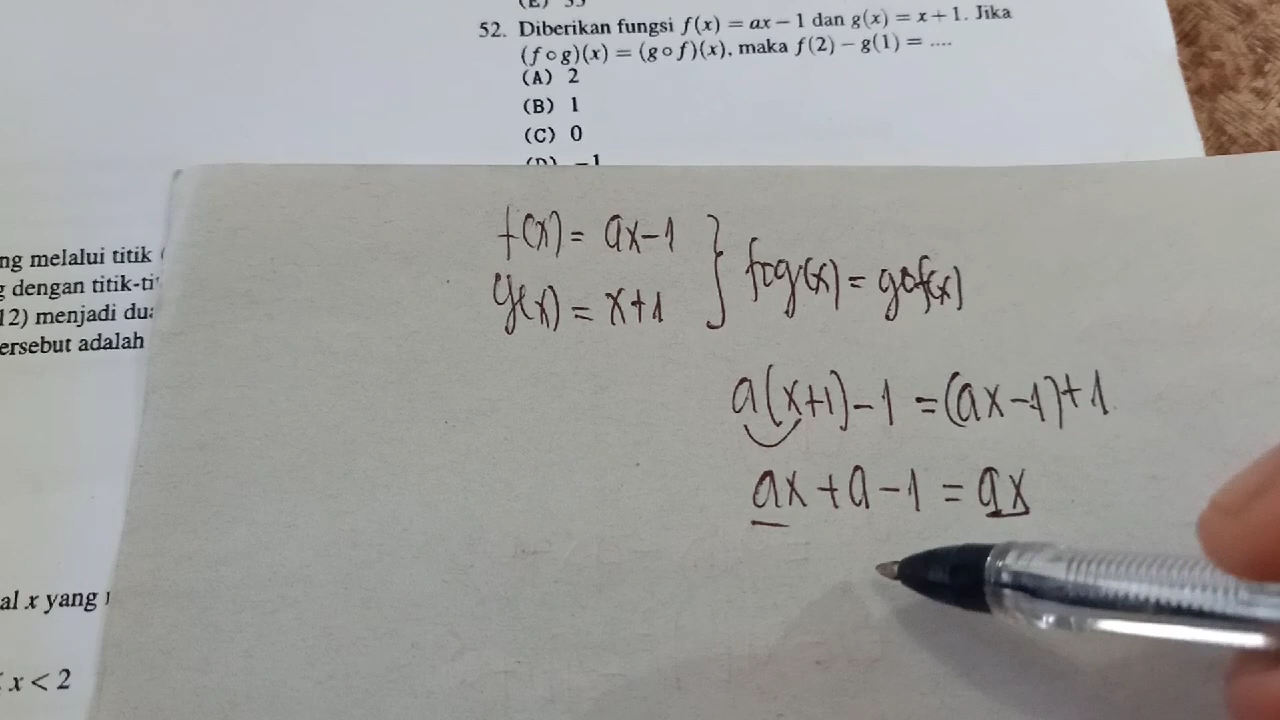 (E) 55
52. Diberikan fungsi f(x) = ax − 1 dan g(x) = x + 1. Jika
(f ∘ g)(x) = (g ∘ f)(x), maka f(2) − g(1) = ....
(A) 2
(B) 1
(C) 0
(D) −1
ng melalui titik
dengan titik-ti
12) menjadi du
ersebut adalah
al x yang
x < 2
f(x) = ax-1
g(x) = x+1
} fog(x) = gof(x)
a(x+1)-1 = (ax-1)+1
ax+a-1 = ax